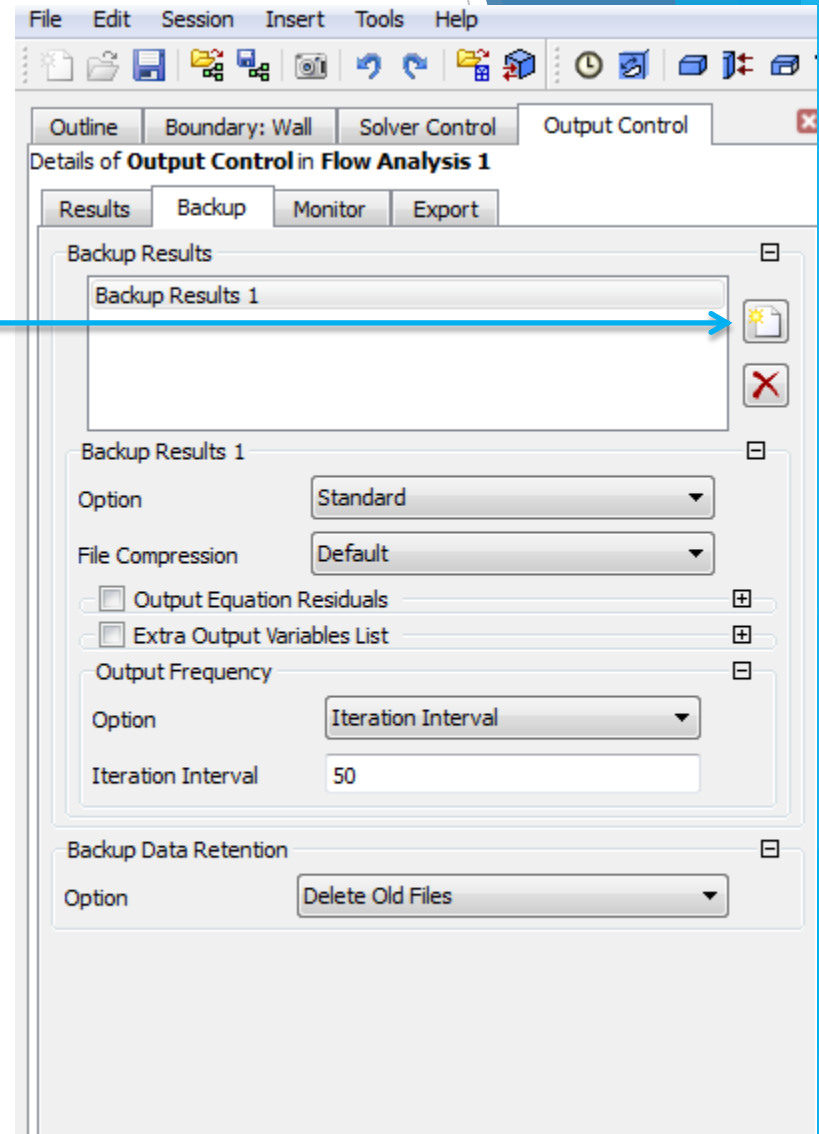 File Edit Session Insert Tools Help
Outline Boundary: Wall Solver Control Output Control
Details of Output Control in Flow Analysis 1
Results Backup Monitor Export
Backup Results
Backup Results 1
Backup Results 1
Option Standard
File Compression Default
Output Equation Residuals
Extra Output Variables List
Output Frequency
Option Iteration Interval
Iteration Interval 50
Backup Data Retention
Option Delete Old Files